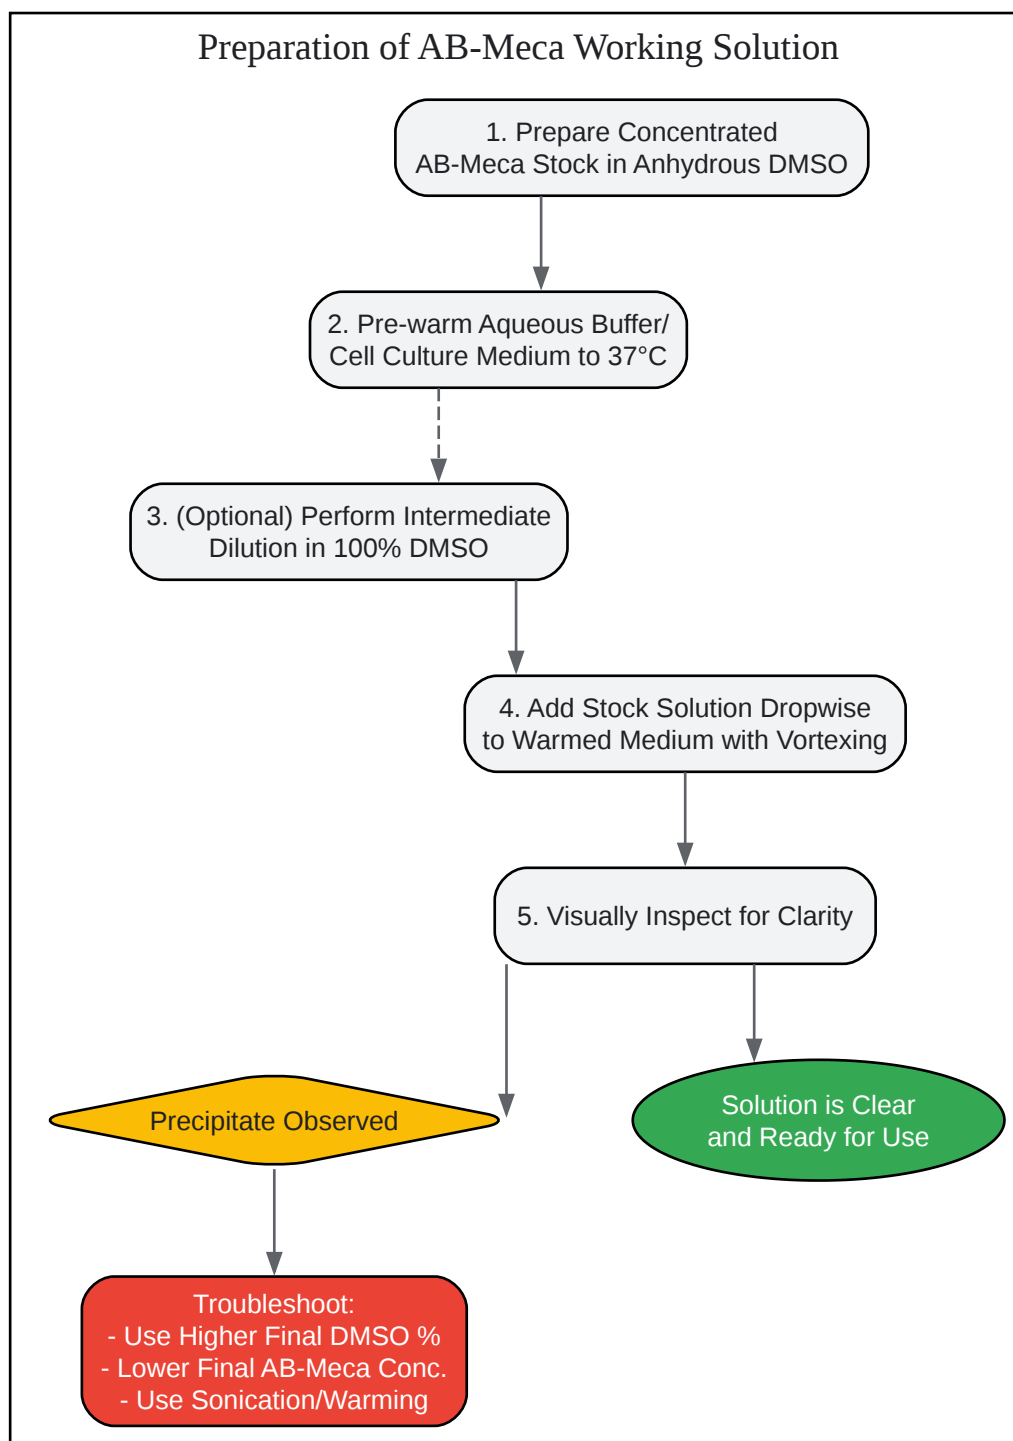 Preparation of AB-Meca Working Solution
1. Prepare Concentrated
AB-Meca Stock in Anhydrous DMSO
2. Pre-warm Aqueous Buffer/
Cell Culture Medium to 37°C
3. (Optional) Perform Intermediate
Dilution in 100% DMSO
4. Add Stock Solution Dropwise
to Warmed Medium with Vortexing
5. Visually Inspect for Clarity
Precipitate Observed
Solution is Clear
and Ready for Use
Troubleshoot:
- Use Higher Final DMSO %
- Lower Final AB-Meca Conc.
- Use Sonication/Warming